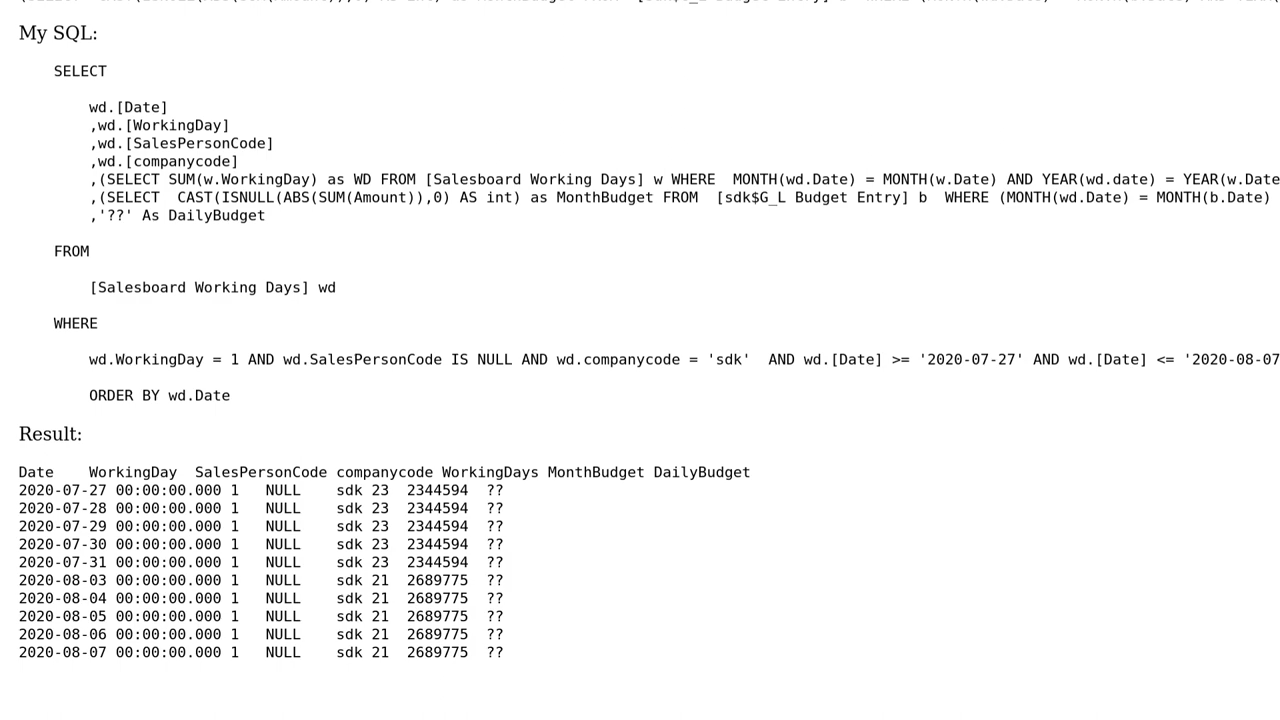 My SQL:
SELECT
wd.[Date]
,wd.[WorkingDay]
,wd.[SalesPersonCode]
,wd.[companycode]
,(SELECT SUM(w.WorkingDay) as WD FROM [Salesboard Working Days] w WHERE  MONTH(wd.Date) = MONTH(w.Date) AND YEAR(wd.date) = YEAR(w.Date
,(SELECT  CAST(ISNULL(ABS(SUM(Amount)),0) AS int) as MonthBudget FROM  [sdk$G_L Budget Entry] b  WHERE (MONTH(wd.Date) = MONTH(b.Date)
,'??' As DailyBudget
FROM
[Salesboard Working Days] wd
WHERE
wd.WorkingDay = 1 AND wd.SalesPersonCode IS NULL AND wd.companycode = 'sdk'  AND wd.[Date] >= '2020-07-27' AND wd.[Date] <= '2020-08-07
ORDER BY wd.Date
Result:
Date    WorkingDay  SalesPersonCode companycode WorkingDays MonthBudget DailyBudget
2020-07-27 00:00:00.000 1   NULL    sdk 23  2344594  ??
2020-07-28 00:00:00.000 1   NULL    sdk 23  2344594  ??
2020-07-29 00:00:00.000 1   NULL    sdk 23  2344594  ??
2020-07-30 00:00:00.000 1   NULL    sdk 23  2344594  ??
2020-07-31 00:00:00.000 1   NULL    sdk 23  2344594  ??
2020-08-03 00:00:00.000 1   NULL    sdk 21  2689775  ??
2020-08-04 00:00:00.000 1   NULL    sdk 21  2689775  ??
2020-08-05 00:00:00.000 1   NULL    sdk 21  2689775  ??
2020-08-06 00:00:00.000 1   NULL    sdk 21  2689775  ??
2020-08-07 00:00:00.000 1   NULL    sdk 21  2689775  ??